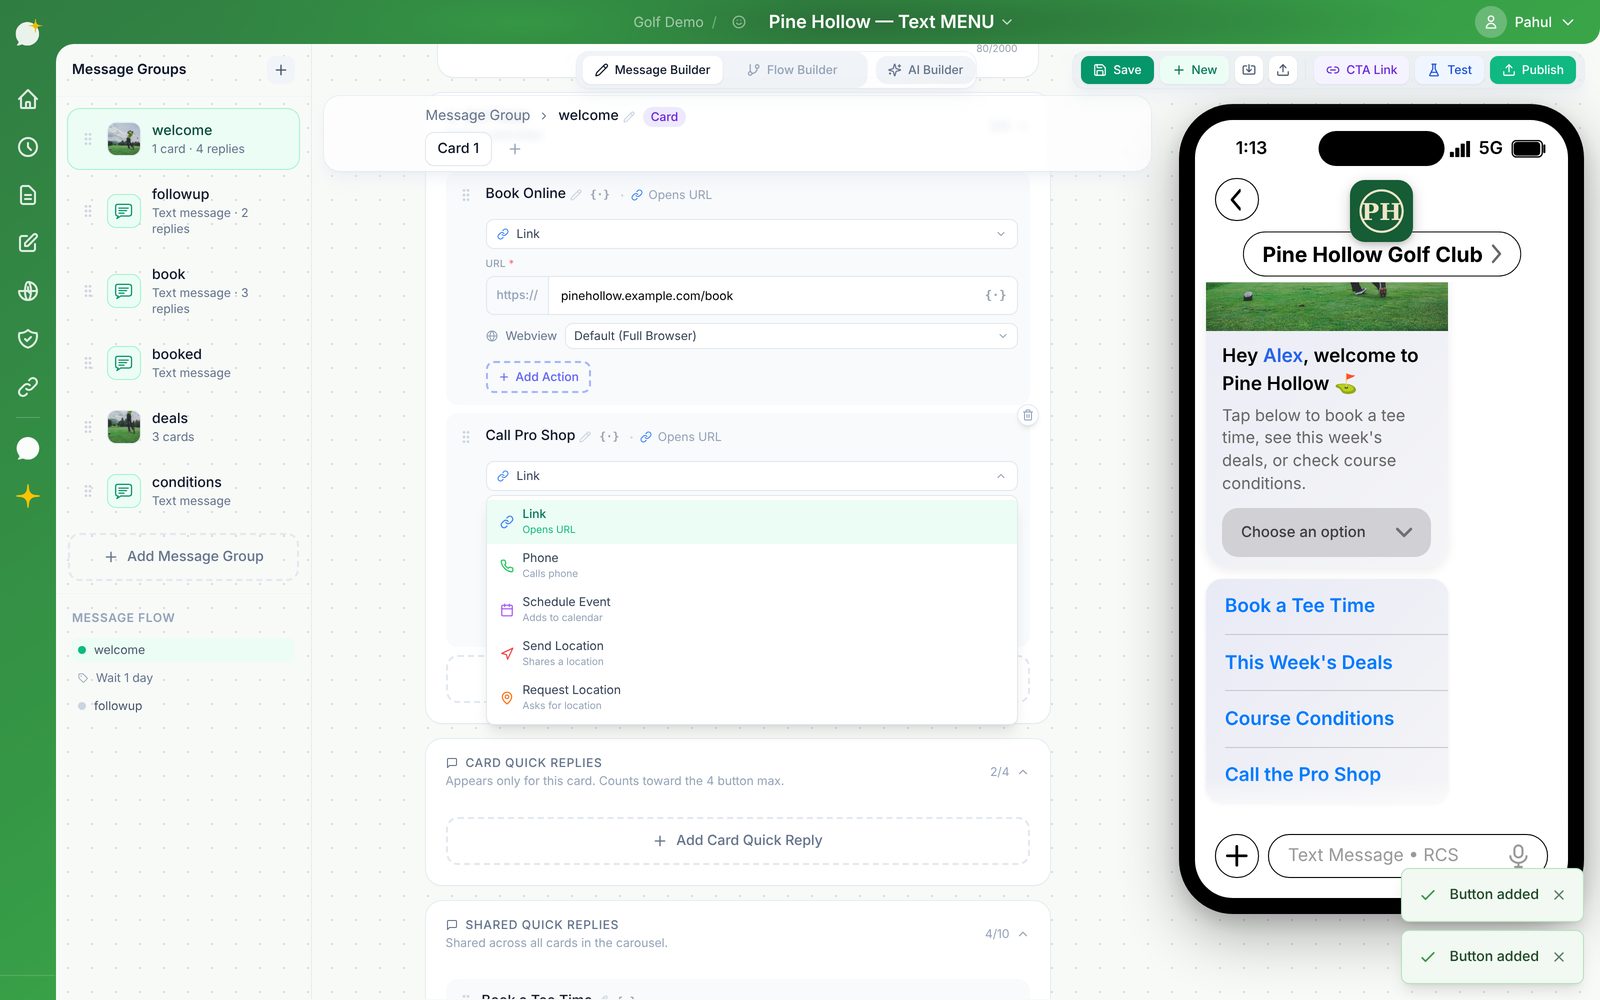 Golf Demo / Pine Hollow — Text MENU
Pahul
Message Groups
welcome
1 card · 4 replies
followup
Text message · 2
replies
book
Text message · 3
replies
booked
Text message
deals
3 cards
conditions
Text message
Add Message Group
MESSAGE FLOW
welcome
Wait 1 day
followup
80/2000
Message Builder
Flow Builder
AI Builder
Save
New
CTA Link
Test
Publish
Message Group › welcome Card
Card 1
Book Online {·} · Opens URL
Link
URL *
https:// pinehollow.example.com/book {·}
Webview Default (Full Browser)
+ Add Action
Call Pro Shop {·} · Opens URL
Link
Link
Opens URL
Phone
Calls phone
Schedule Event
Adds to calendar
Send Location
Shares a location
Request Location
Asks for location
CARD QUICK REPLIES
Appears only for this card. Counts toward the 4 button max.
2/4
Add Card Quick Reply
SHARED QUICK REPLIES
Shared across all cards in the carousel.
4/10
Book a Tee Time {·}
1:13 5G
PH
Pine Hollow Golf Club
Hey Alex, welcome to
Pine Hollow ⛳
Tap below to book a tee
time, see this week's
deals, or check course
conditions.
Choose an option
Book a Tee Time
This Week's Deals
Course Conditions
Call the Pro Shop
Text Message • RCS
Button added
Button added